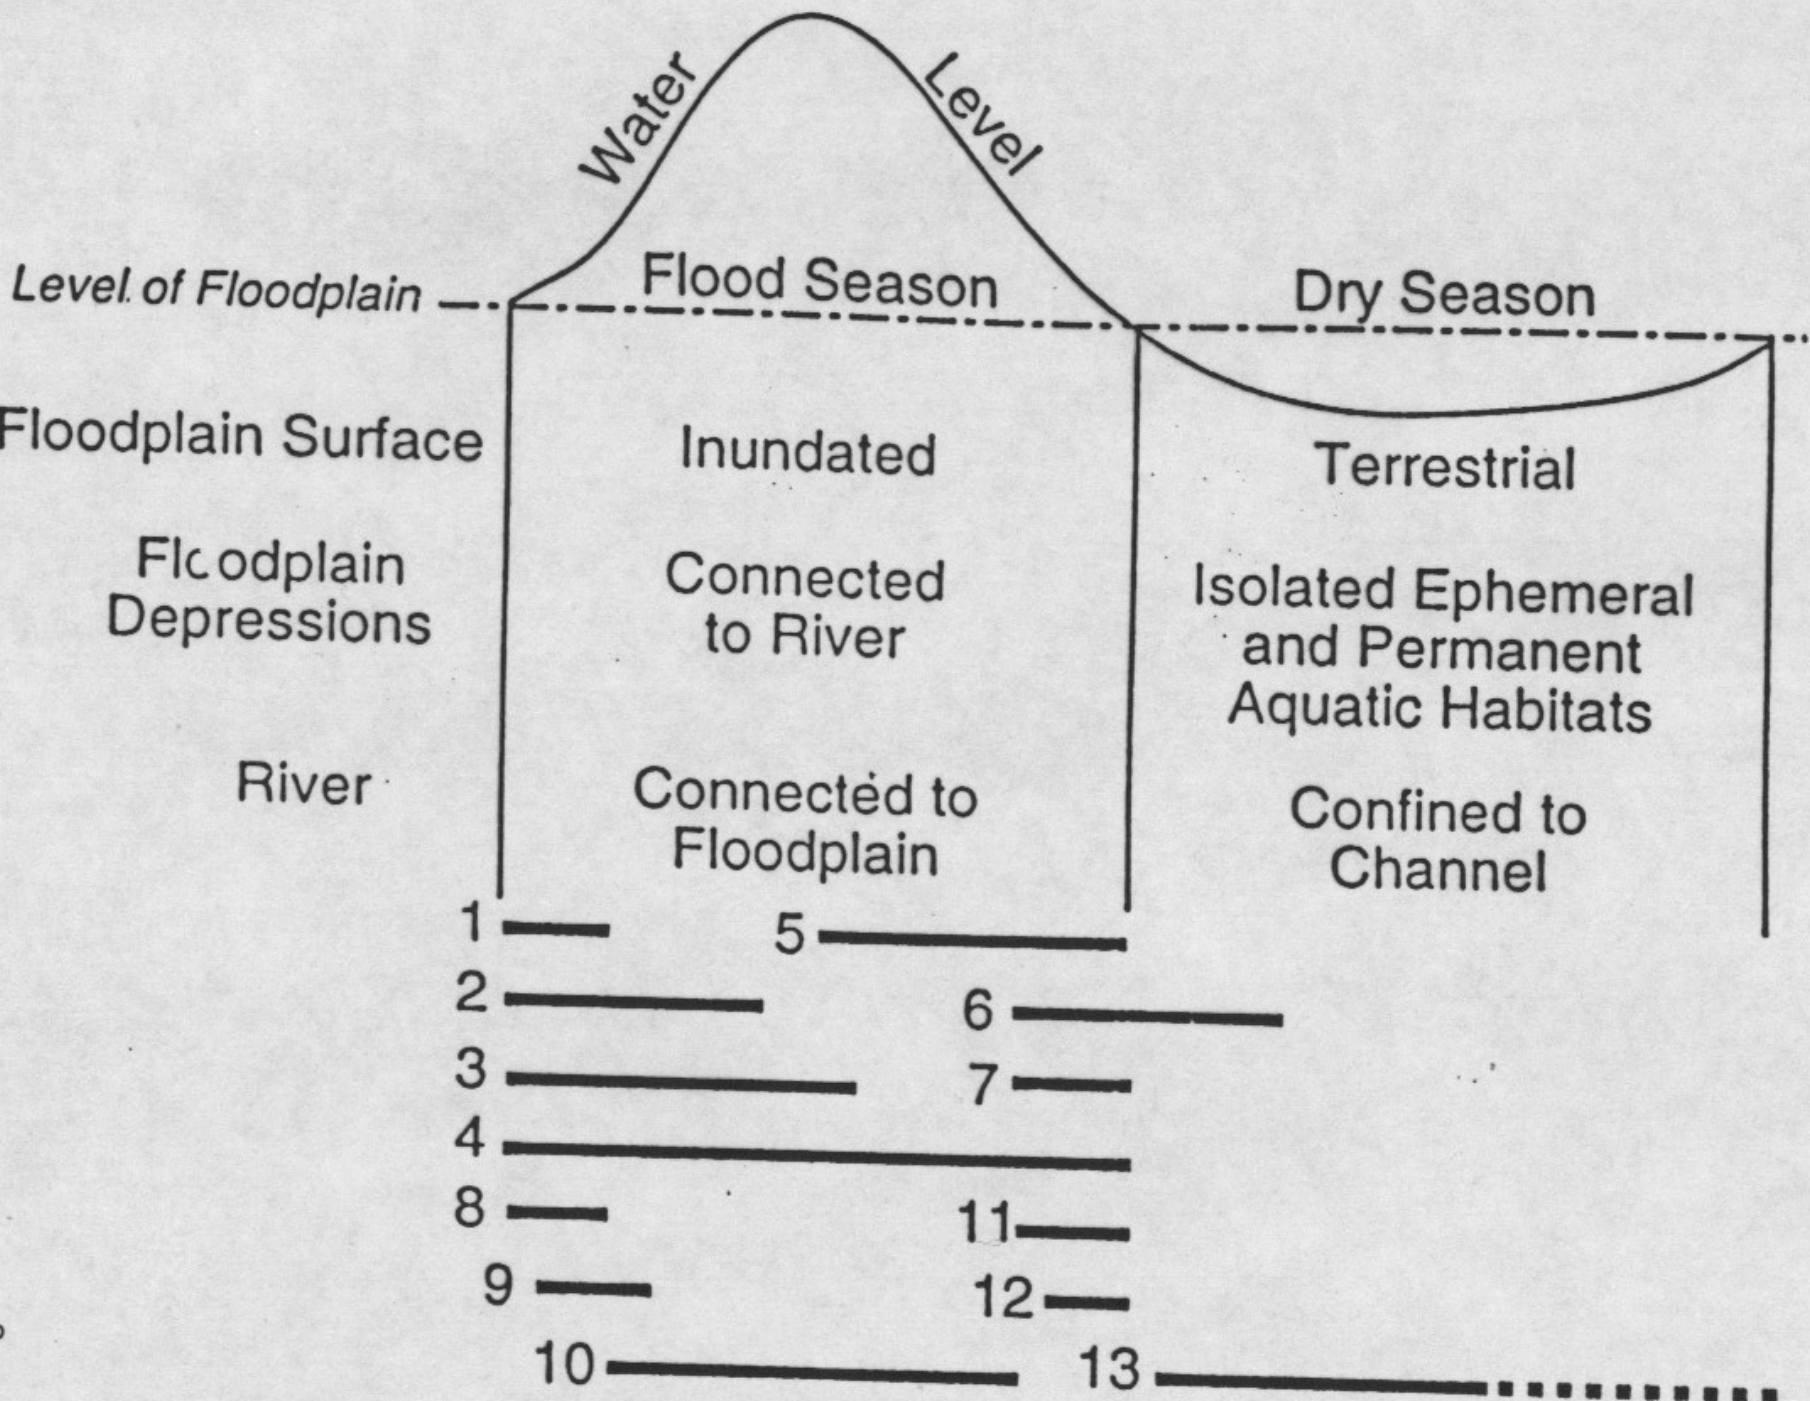 Water
Level
Level of Floodplain
Flood Season
Dry Season
Floodplain Surface
Inundated
Terrestrial
Floodplain
Depressions
Connected
to River
Isolated Ephemeral
and Permanent
Aquatic Habitats
River
Connected to
Floodplain
Confined to
Channel
1
5
2
6
3
7
4
8
11
9
12
10
13